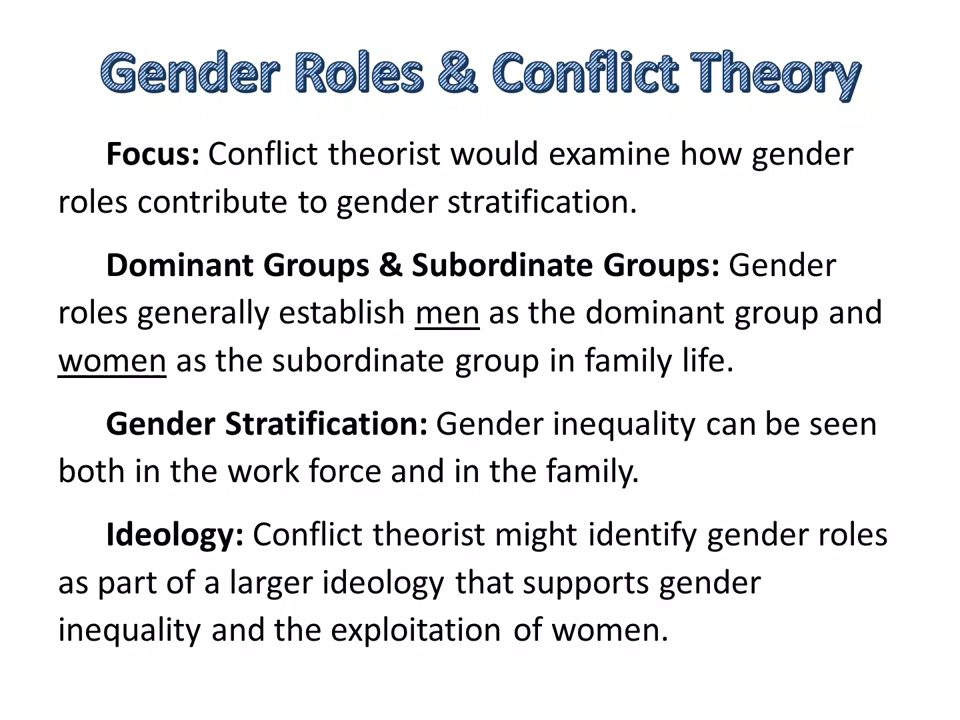 Gender Roles & Conflict Theory
Focus: Conflict theorist would examine how gender
roles contribute to gender stratification.
Dominant Groups & Subordinate Groups: Gender
roles generally establish men as the dominant group and
women as the subordinate group in family life.
Gender Stratification: Gender inequality can be seen
both in the work force and in the family.
Ideology: Conflict theorist might identify gender roles
as part of a larger ideology that supports gender
inequality and the exploitation of women.